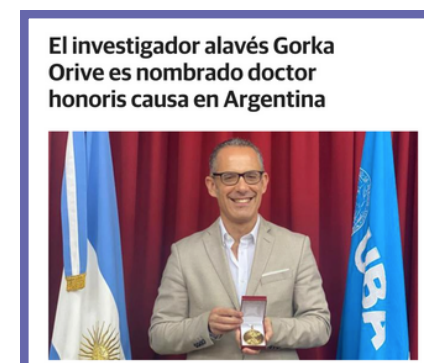 El investigador alavés Gorka
Orive es nombrado doctor
honoris causa en Argentina
UBA